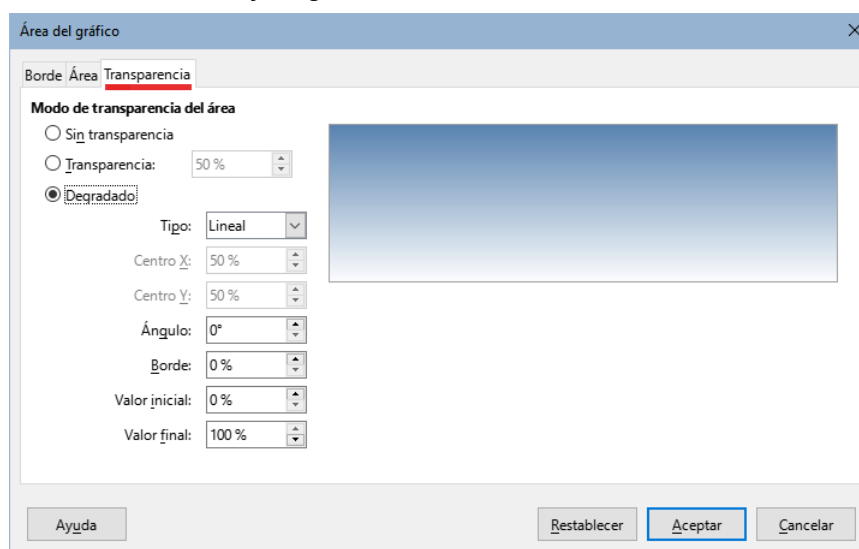 Área del gráfico
Borde Área Transparencia
Modo de transparencia del área
Sin transparencia
Transparencia: 50 %
Degradado
Tipo: Lineal
Centro X: 50 %
Centro Y: 50 %
Ángulo: 0°
Borde: 0 %
Valor inicial: 0 %
Valor final: 100 %
Ayuda Restablecer Aceptar Cancelar